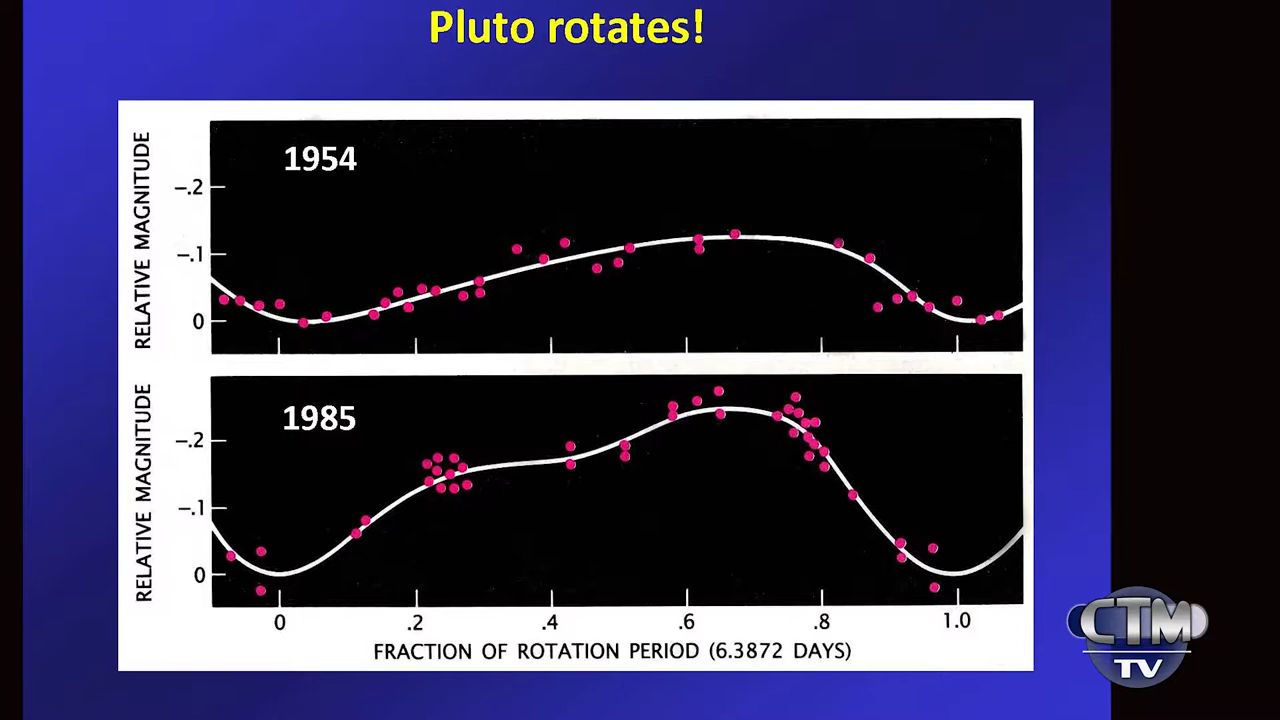 Pluto rotates!
RELATIVE MAGNITUDE
1954
–.2
–.1
0
RELATIVE MAGNITUDE
1985
–.2
–.1
0
0 .2 .4 .6 .8 1.0
FRACTION OF ROTATION PERIOD (6.3872 DAYS)
CTM
TV